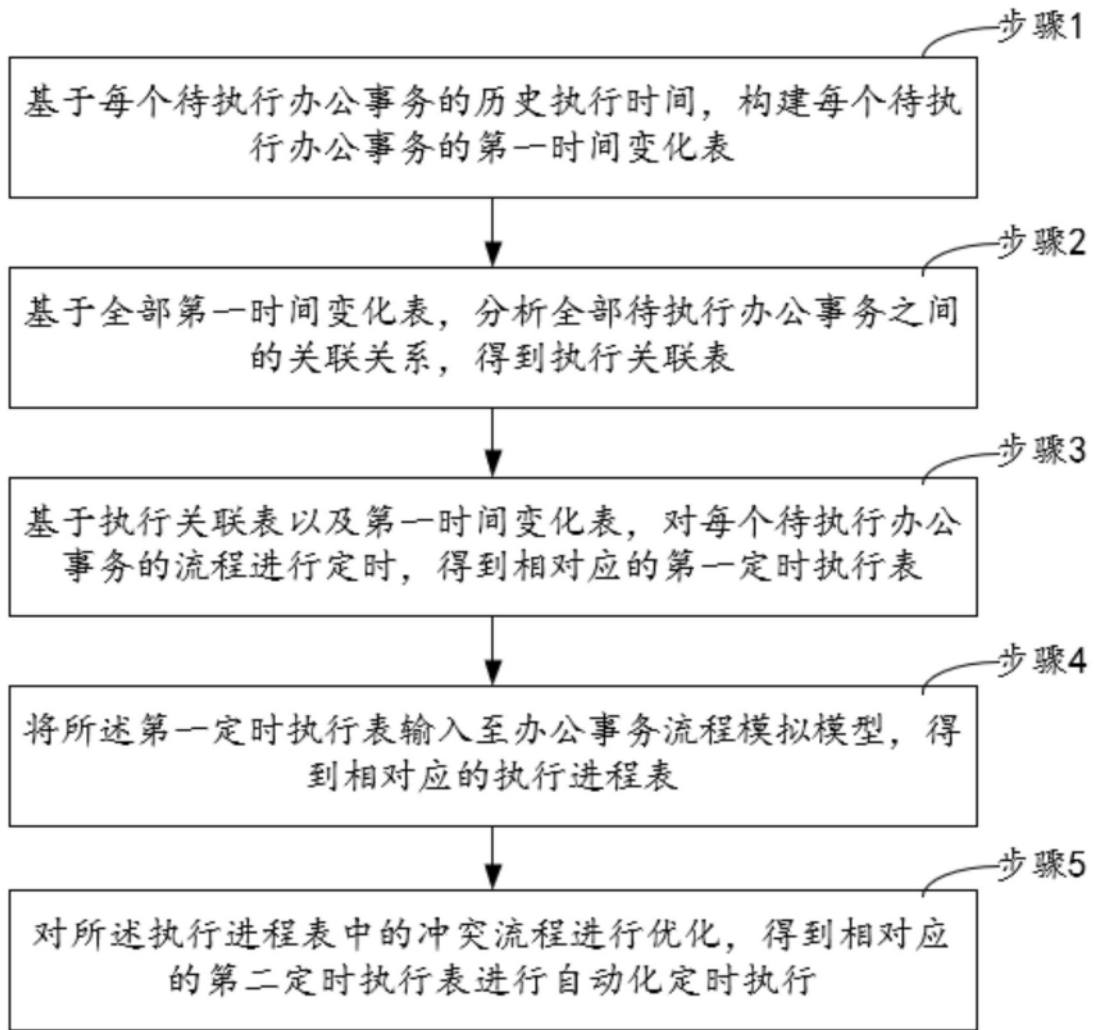 步骤1
基于每个待执行办公事务的历史执行时间，构建每个待执
行办公事务的第一时间变化表
步骤2
基于全部第一时间变化表，分析全部待执行办公事务之间
的关联关系，得到执行关联表
步骤3
基于执行关联表以及第一时间变化表，对每个待执行办公
事务的流程进行定时，得到相对应的第一定时执行表
步骤4
将所述第一定时执行表输入至办公事务流程模拟模型，得
到相对应的执行进程表
步骤5
对所述执行进程表中的冲突流程进行优化，得到相对应
的第二定时执行表进行自动化定时执行